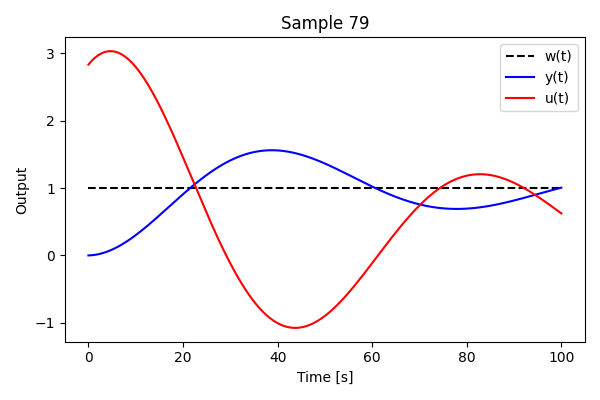 Sample 79
w(t)
y(t)
u(t)
Output
3
2
1
0
−1
0 20 40 60 80 100
Time [s]